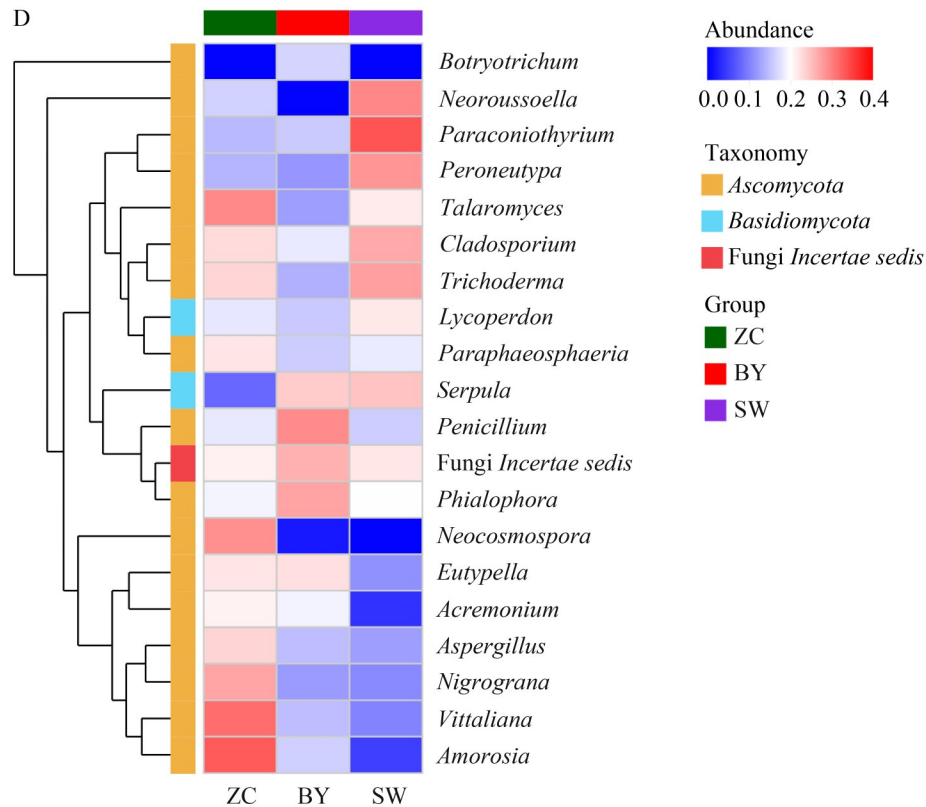 D
Botryotrichum
Neoroussoella
Paraconiothyrium
Peroneutypa
Talaromyces
Cladosporium
Trichoderma
Lycoperdon
Paraphaeosphaeria
Serpula
Penicillium
Fungi Incertae sedis
Phialophora
Neocosmospora
Eutypella
Acremonium
Aspergillus
Nigrograna
Vittaliana
Amorosia
ZC BY SW
Abundance
0.0 0.1 0.2 0.3 0.4
Taxonomy
Ascomycota
Basidiomycota
Fungi Incertae sedis
Group
ZC
BY
SW